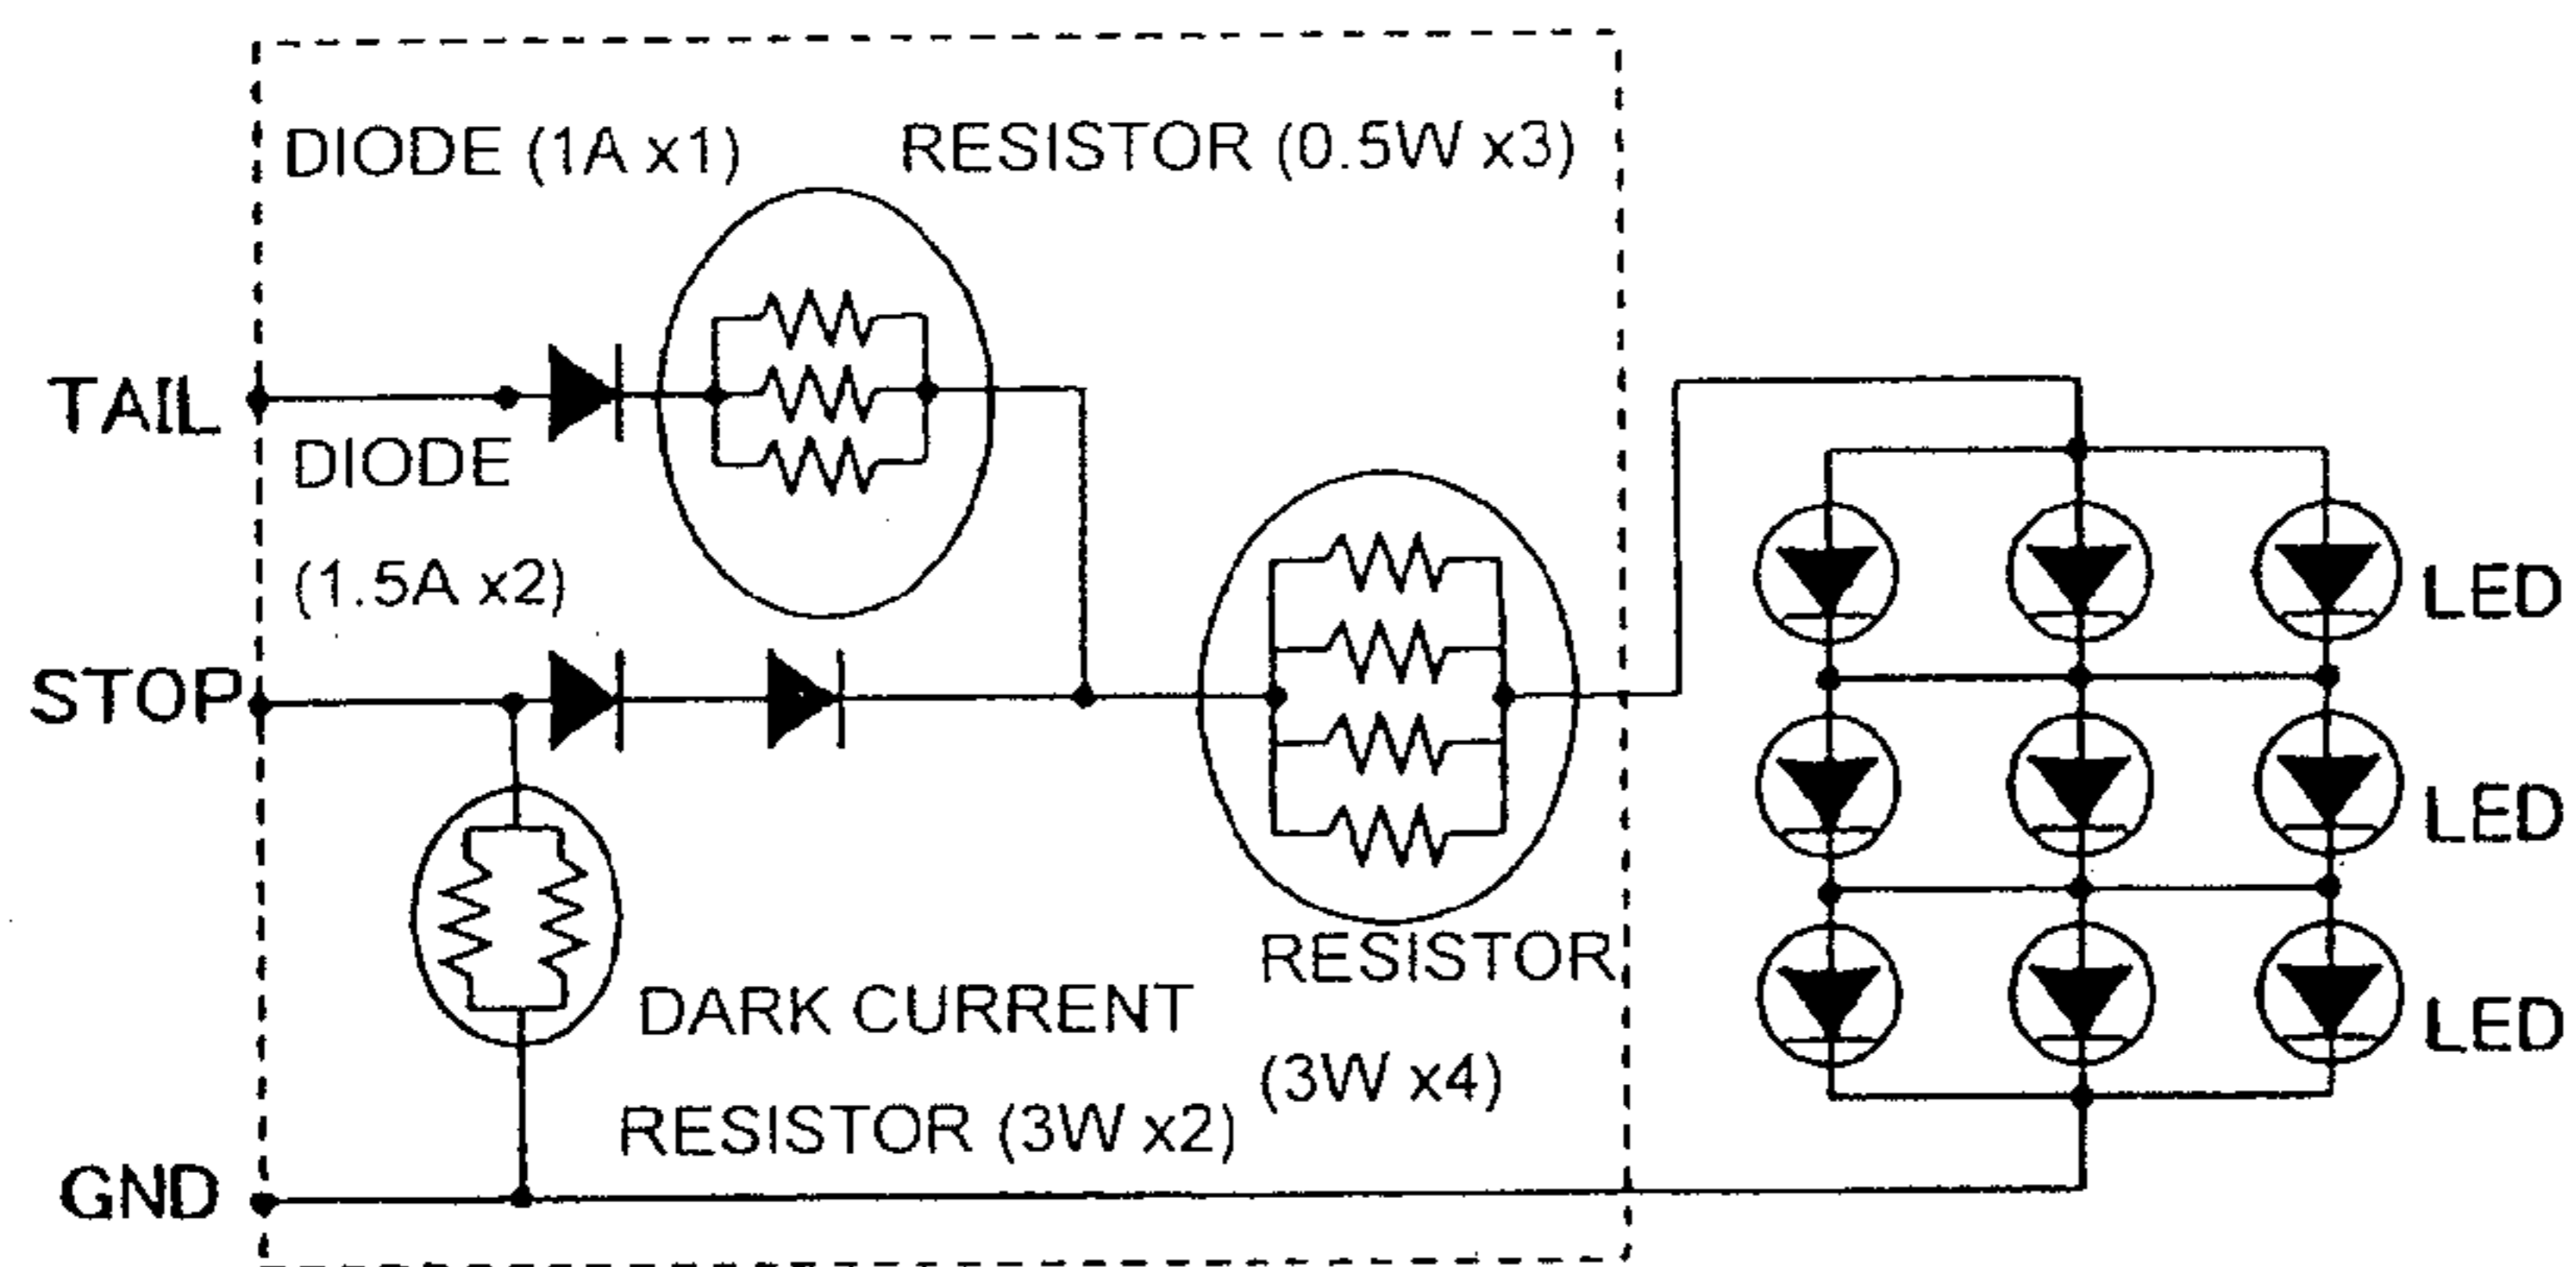 DIODE (1A x1)
RESISTOR (0.5W x3)
TAIL
DIODE
(1.5A x2)
STOP
LED
LED
LED
RESISTOR
(3W x4)
DARK CURRENT
RESISTOR (3W x2)
GND